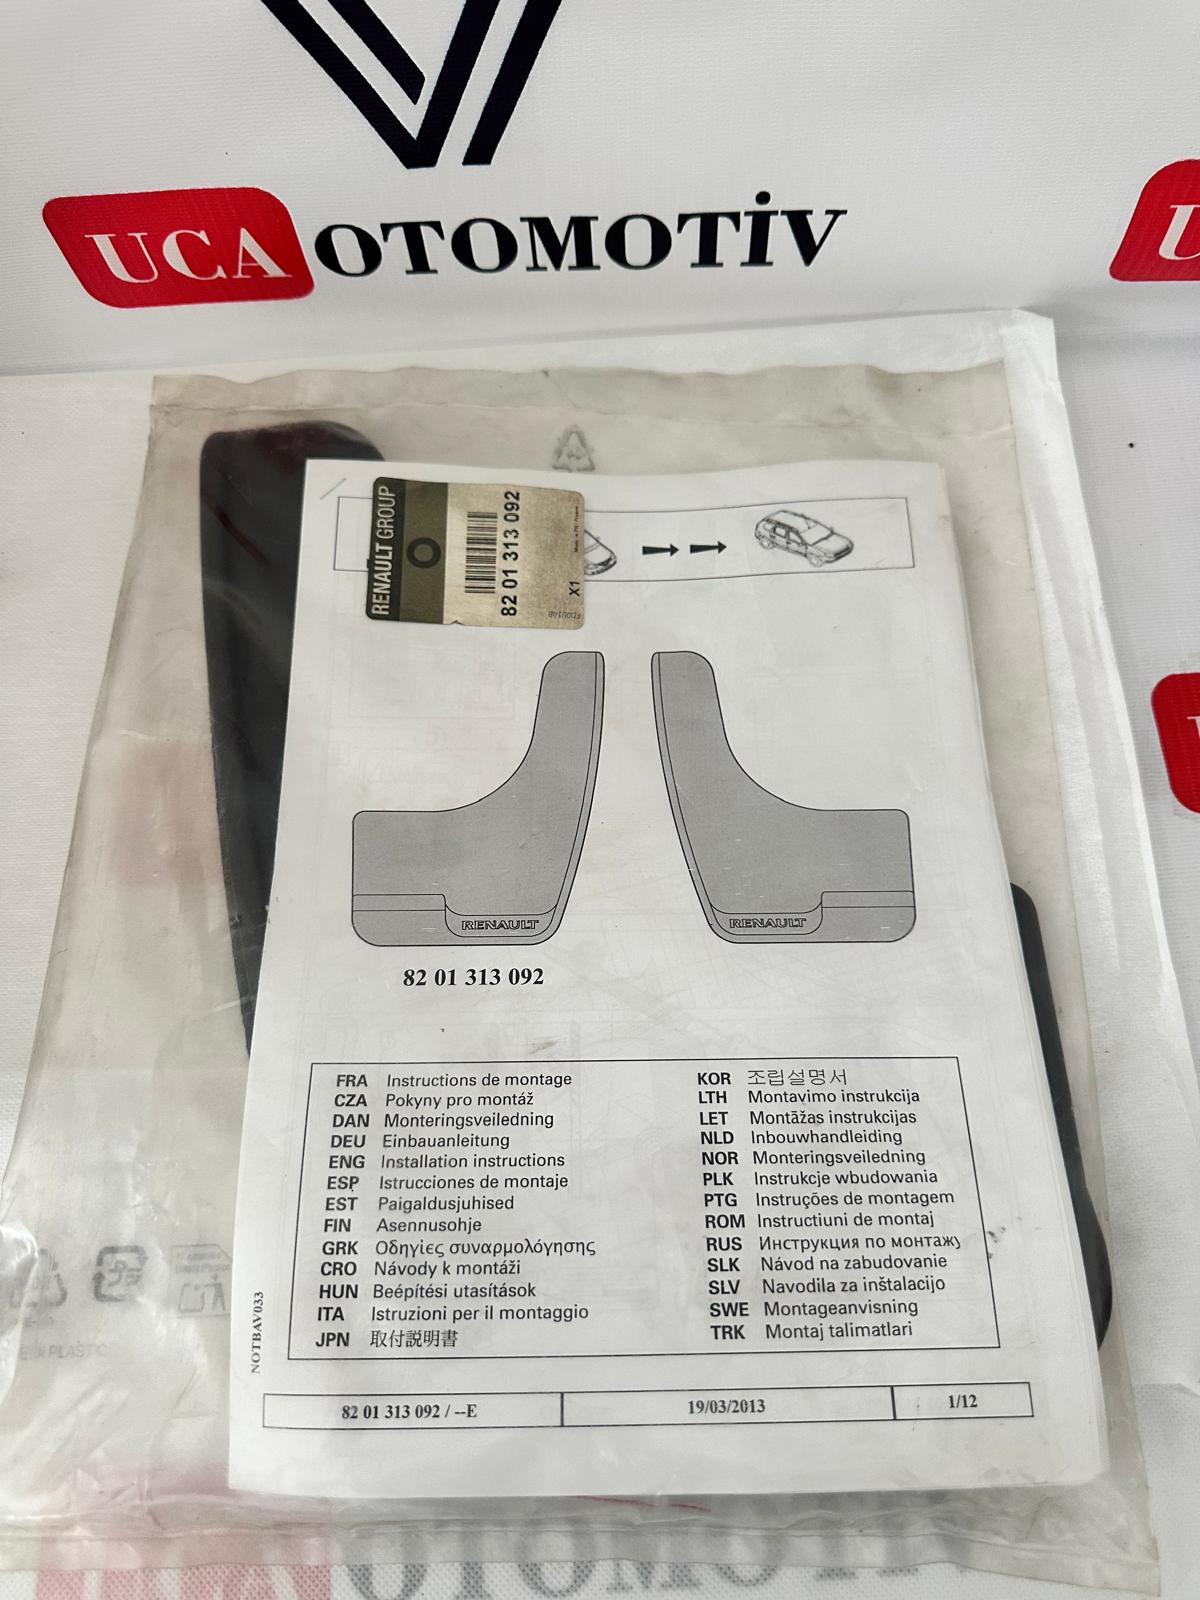 UCA OTOMOTİV
U
RENAULT GROUP
82 01 313 092
X1
RENAULT
RENAULT
82 01 313 092
FRA Instructions de montage
CZA Pokyny pro montáž
DAN Monteringsveiledning
DEU Einbauanleitung
ENG Installation instructions
ESP Istrucciones de montaje
EST Paigaldusjuhised
FIN Asennusohje
GRK Οδηγίες συναρμολόγησης
CRO Návody k montáži
HUN Beépítési utasítások
ITA Istruzioni per il montaggio
JPN 取付説明書
KOR 조립설명서
LTH Montavimo instrukcija
LET Montāžas instrukcijas
NLD Inbouwhandleiding
NOR Monteringsveiledning
PLK Instrukcje wbudowania
PTG Instruções de montagem
ROM Instructiuni de montaj
RUS Инструкция по монтажу
SLK Návod na zabudovanie
SLV Navodila za inštalacijo
SWE Montageanvisning
TRK Montaj talimatlari
NOTBAV033
82 01 313 092 / --E
19/03/2013
1/12
UCA OTOMOTİV